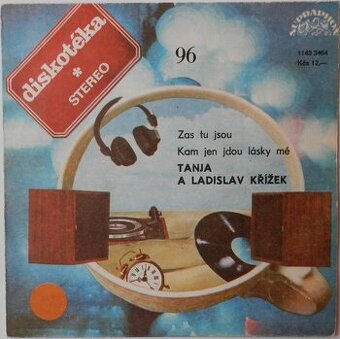 diskotéka
*
STEREO
96
SUPRAPHON
1143 3464
Kčs 12,—
Zas tu jsou
Kam jen jdou lásky mé
TANJA
A LADISLAV KŘÍŽEK